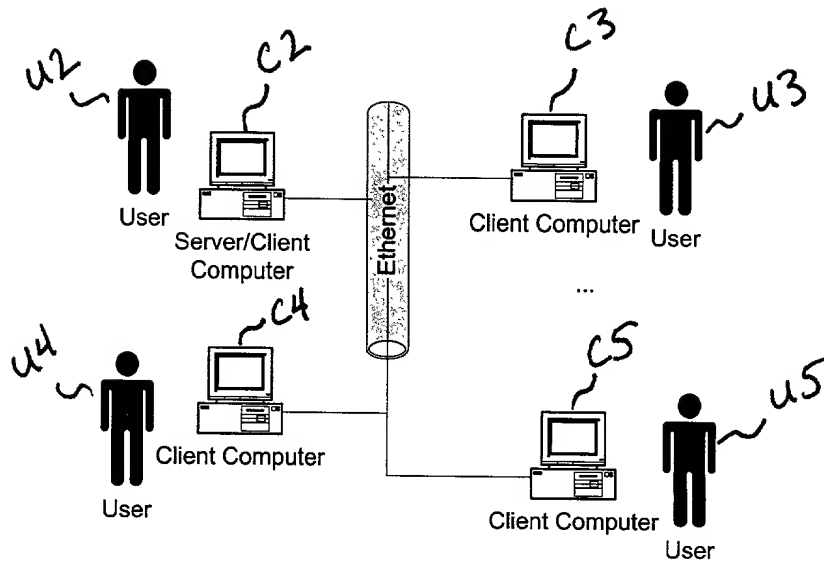 U2
C2
C3
U3
User
Server/Client
Computer
Ethernet
Client Computer
User
...
U4
C4
C5
U5
Client Computer
User
Client Computer
User